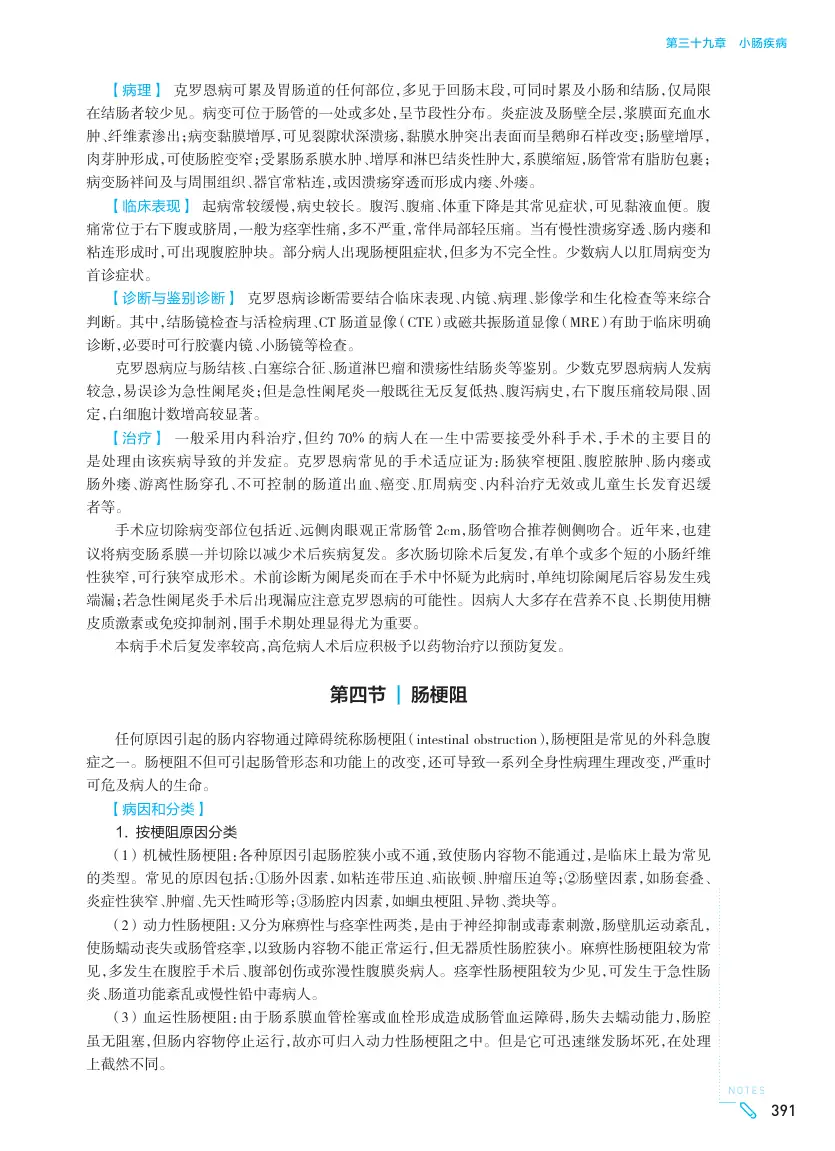 第三十九章 小肠疾病
【病理】 克罗恩病可累及胃肠道的任何部位,多见于回肠末段,可同时累及小肠和结肠,仅局限
在结肠者较少见。病变可位于肠管的一处或多处,呈节段性分布。炎症波及肠壁全层,浆膜面充血水
肿、纤维素渗出;病变黏膜增厚,可见裂隙状深溃疡,黏膜水肿突出表面而呈鹅卵石样改变;肠壁增厚,
肉芽肿形成,可使肠腔变窄;受累肠系膜水肿、增厚和淋巴结炎性肿大,系膜缩短,肠管常有脂肪包裹;
病变肠袢间及与周围组织、器官常粘连,或因溃疡穿透而形成内瘘、外瘘。
【临床表现】 起病常较缓慢,病史较长。腹泻、腹痛、体重下降是其常见症状,可见黏液血便。腹
痛常位于右下腹或脐周,一般为痉挛性痛,多不严重,常伴局部轻压痛。当有慢性溃疡穿透、肠内瘘和
粘连形成时,可出现腹腔肿块。部分病人出现肠梗阻症状,但多为不完全性。少数病人以肛周病变为
首诊症状。
【诊断与鉴别诊断】 克罗恩病诊断需要结合临床表现、内镜、病理、影像学和生化检查等来综合
判断。其中,结肠镜检查与活检病理、CT 肠道显像(CTE)或磁共振肠道显像(MRE)有助于临床明确
诊断,必要时可行胶囊内镜、小肠镜等检查。
克罗恩病应与肠结核、白塞综合征、肠道淋巴瘤和溃疡性结肠炎等鉴别。少数克罗恩病病人发病
较急,易误诊为急性阑尾炎;但是急性阑尾炎一般既往无反复低热、腹泻病史,右下腹压痛较局限、固
定,白细胞计数增高较显著。
【治疗】 一般采用内科治疗,但约 70% 的病人在一生中需要接受外科手术,手术的主要目的
是处理由该疾病导致的并发症。克罗恩病常见的手术适应证为:肠狭窄梗阻、腹腔脓肿、肠内瘘或
肠外瘘、游离性肠穿孔、不可控制的肠道出血、癌变、肛周病变、内科治疗无效或儿童生长发育迟缓
者等。
手术应切除病变部位包括近、远侧肉眼观正常肠管 2cm,肠管吻合推荐侧侧吻合。近年来,也建
议将病变肠系膜一并切除以减少术后疾病复发。多次肠切除术后复发,有单个或多个短的小肠纤维
性狭窄,可行狭窄成形术。术前诊断为阑尾炎而在手术中怀疑为此病时,单纯切除阑尾后容易发生残
端漏;若急性阑尾炎手术后出现漏应注意克罗恩病的可能性。因病人大多存在营养不良、长期使用糖
皮质激素或免疫抑制剂,围手术期处理显得尤为重要。
本病手术后复发率较高,高危病人术后应积极予以药物治疗以预防复发。
第四节 | 肠梗阻
任何原因引起的肠内容物通过障碍统称肠梗阻(intestinal obstruction),肠梗阻是常见的外科急腹
症之一。肠梗阻不但可引起肠管形态和功能上的改变,还可导致一系列全身性病理生理改变,严重时
可危及病人的生命。
【病因和分类】
1. 按梗阻原因分类
(1)机械性肠梗阻:各种原因引起肠腔狭小或不通,致使肠内容物不能通过,是临床上最为常见
的类型。常见的原因包括:①肠外因素,如粘连带压迫、疝嵌顿、肿瘤压迫等;②肠壁因素,如肠套叠、
炎症性狭窄、肿瘤、先天性畸形等;③肠腔内因素,如蛔虫梗阻、异物、粪块等。
(2)动力性肠梗阻:又分为麻痹性与痉挛性两类,是由于神经抑制或毒素刺激,肠壁肌运动紊乱,
使肠蠕动丧失或肠管痉挛,以致肠内容物不能正常运行,但无器质性肠腔狭小。麻痹性肠梗阻较为常
见,多发生在腹腔手术后、腹部创伤或弥漫性腹膜炎病人。痉挛性肠梗阻较为少见,可发生于急性肠
炎、肠道功能紊乱或慢性铅中毒病人。
(3)血运性肠梗阻:由于肠系膜血管栓塞或血栓形成造成肠管血运障碍,肠失去蠕动能力,肠腔
虽无阻塞,但肠内容物停止运行,故亦可归入动力性肠梗阻之中。但是它可迅速继发肠坏死,在处理
上截然不同。
NOTES
391